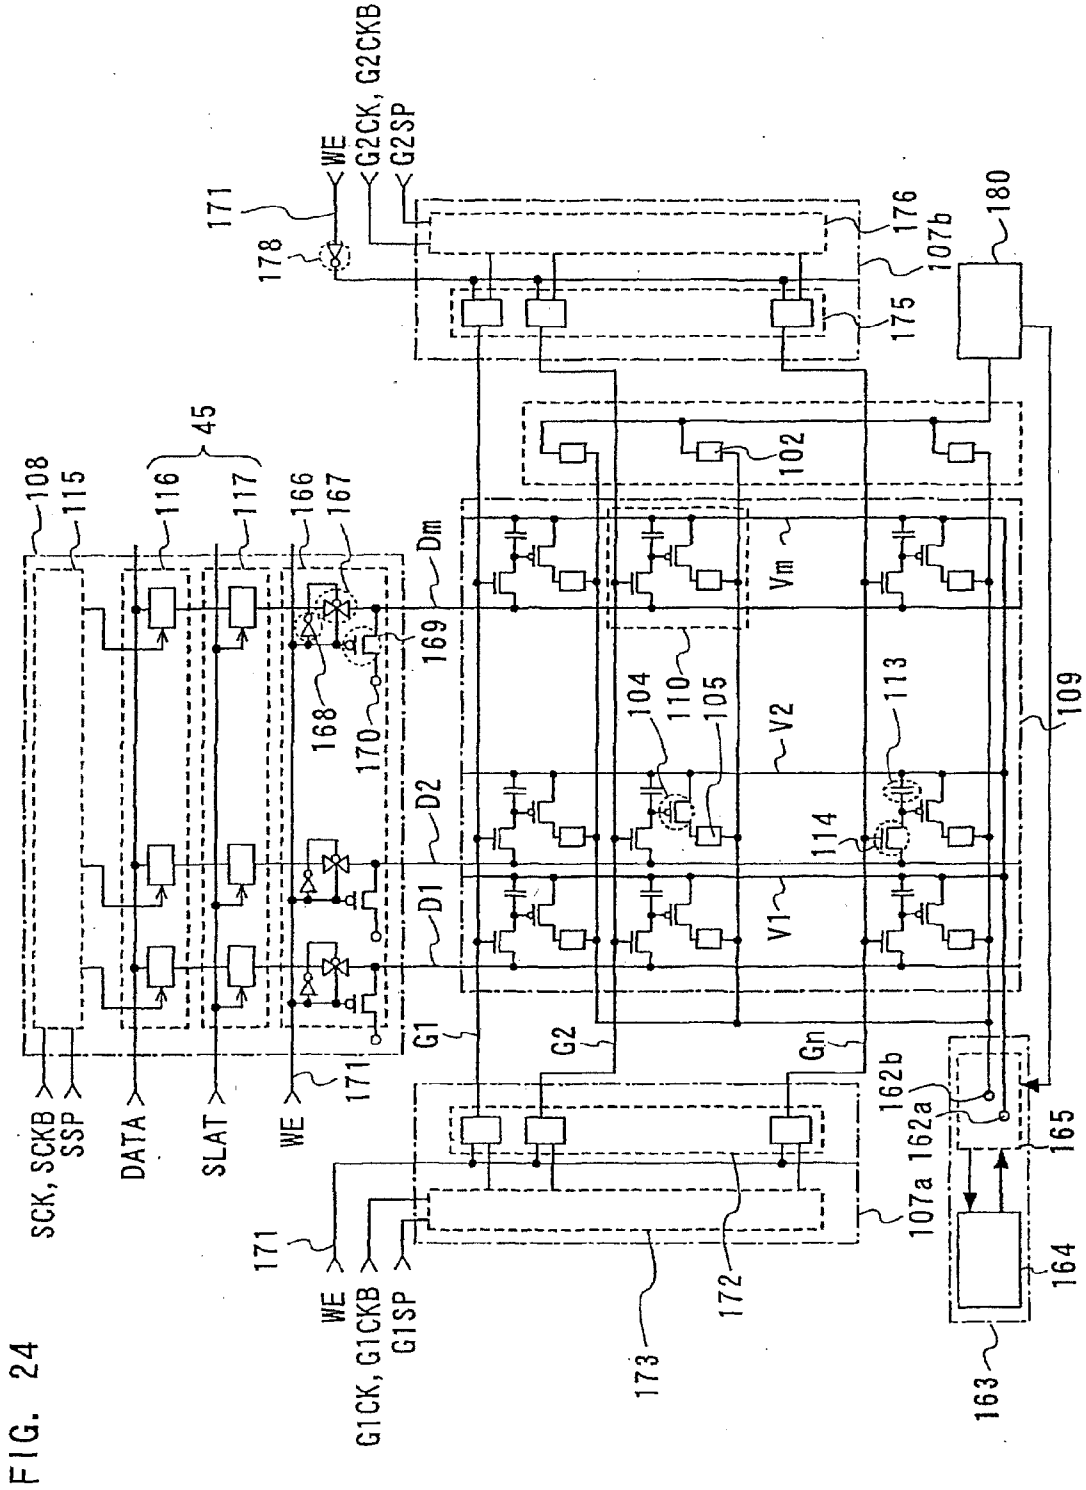 FIG. 24
108
115
116
45
117
166
167
SCK, SCKB
SSP
DATA
SLAT
WE
171
168
170
169
171
178
WE
G2CK, G2CKB
G2SP
D1
D2
Dm
G1
G2
Gn
171
WE
G1CK, G1CKB
G1SP
176
107b
175
180
102
104
110
105
V1
V2
Vm
114
113
109
173
172
107a
162a
162b
165
164
163